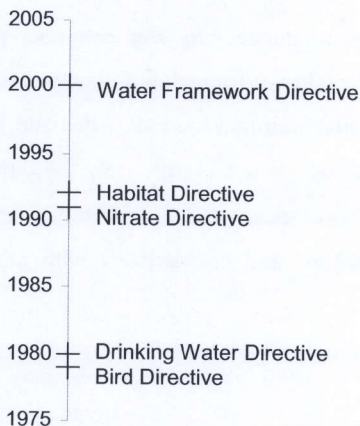 2005
2000 Water Framework Directive
1995
Habitat Directive
1990 Nitrate Directive
1985
1980 Drinking Water Directive
Bird Directive
1975